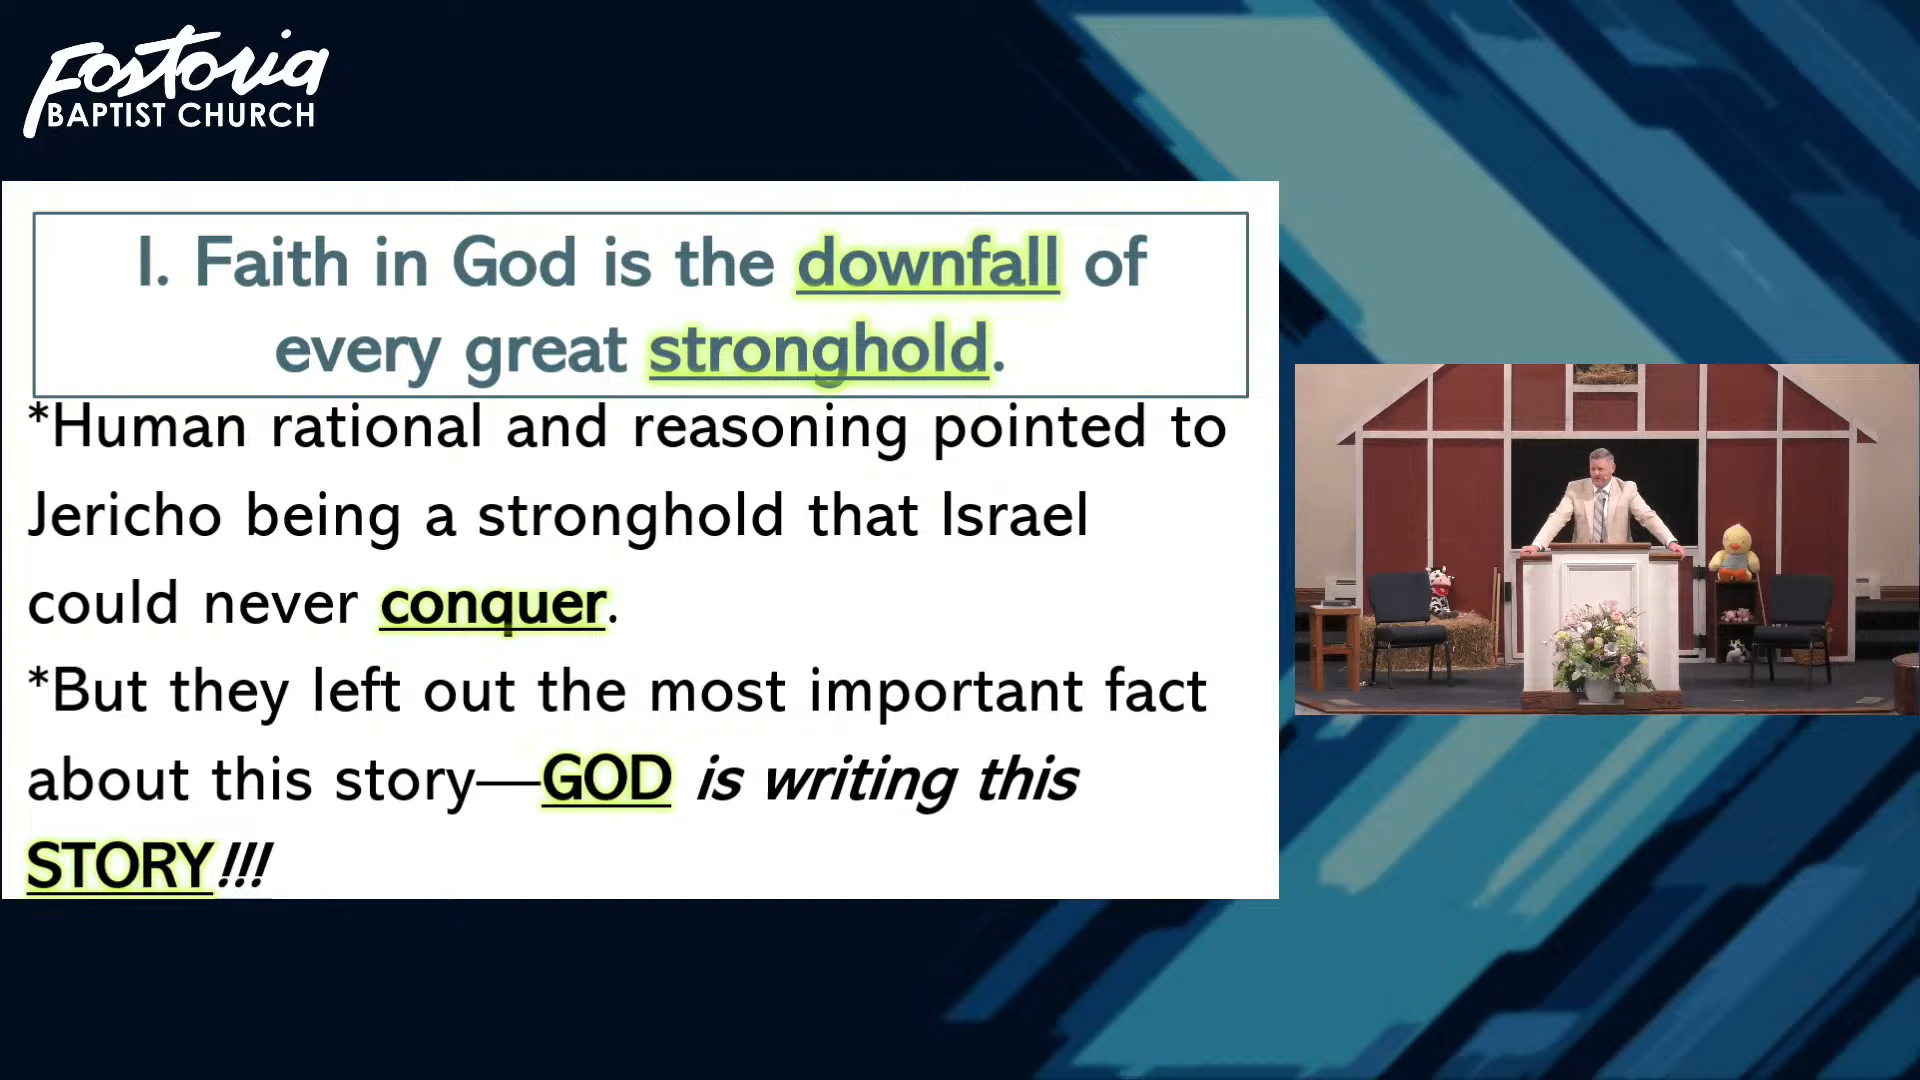 Fostoria
BAPTIST CHURCH
I. Faith in God is the downfall of
every great stronghold.
*Human rational and reasoning pointed to
Jericho being a stronghold that Israel
could never conquer.
*But they left out the most important fact
about this story—GOD is writing this
STORY!!!